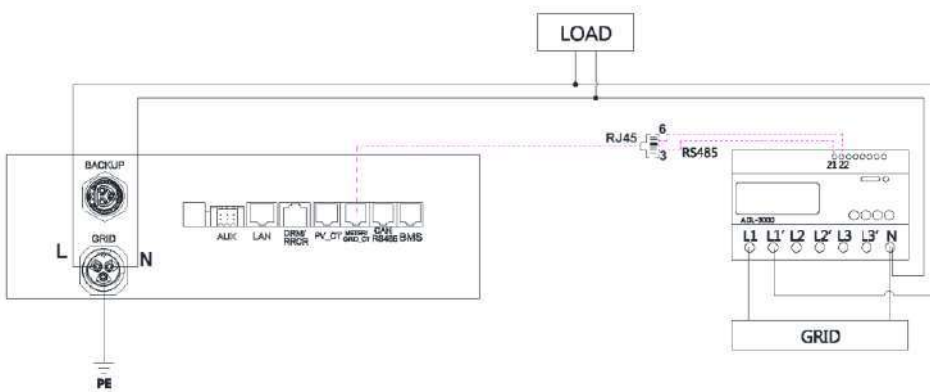 LOAD
6
RJ45
3
RS485
21 22
BACKUP
ADL-3000
AUX
LAN
DRM/
RRCR
PV_CT
METER/
GRID_CT
CAN
RS485
BMS
GRID
L
N
L1 L1' L2 L2' L3 L3' N
GRID
PE